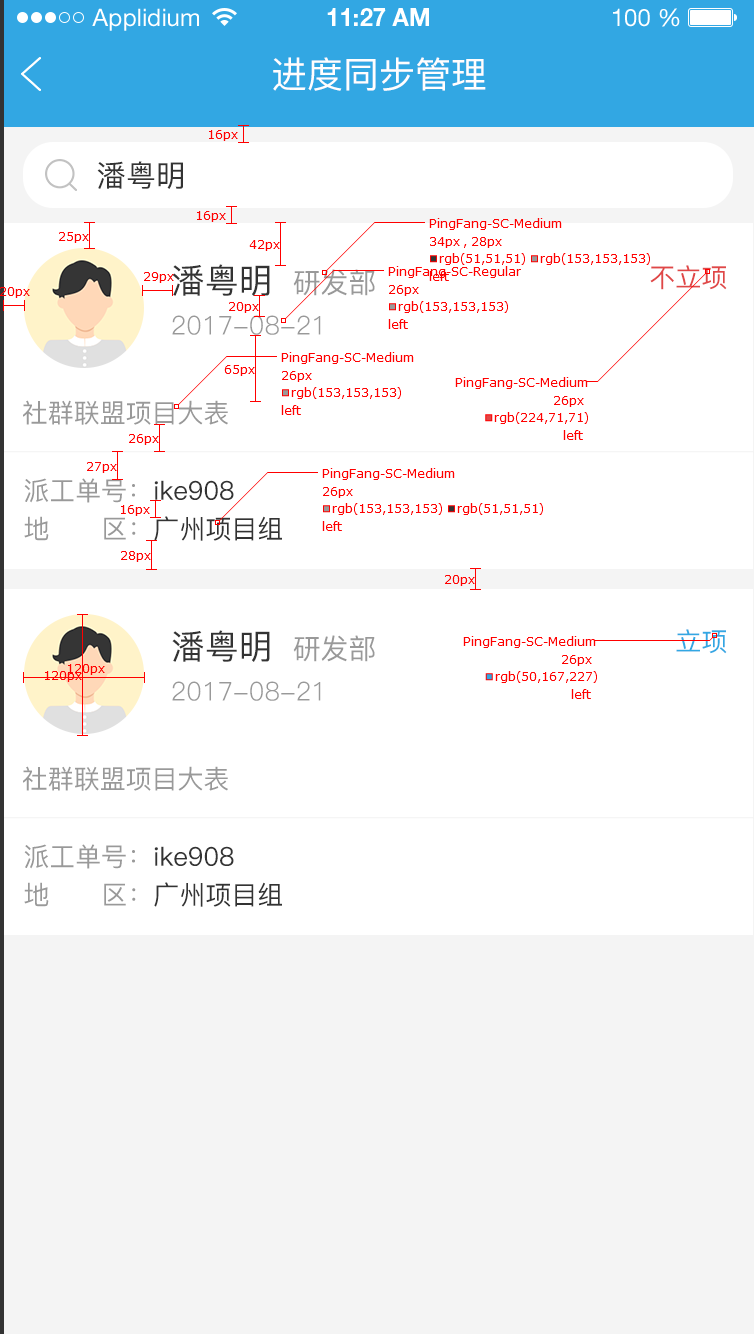 Applidium 11:27 AM 100 %
进度同步管理
16px
潘粤明
16px
25px
42px
PingFang-SC-Medium
34px , 28px
rgb(51,51,51) rgb(153,153,153)
left
20px
29px
潘粤明 研发部
PingFang-SC-Regular
26px
rgb(153,153,153)
left
不立项
20px
2017-08-21
65px
PingFang-SC-Medium
26px
rgb(153,153,153)
left
PingFang-SC-Medium
26px
rgb(224,71,71)
left
社群联盟项目大表
26px
27px
派工单号：ike908
16px
地 区：广州项目组
PingFang-SC-Medium
26px
rgb(153,153,153) rgb(51,51,51)
left
28px
20px
潘粤明 研发部
立项
PingFang-SC-Medium
26px
rgb(50,167,227)
left
120px
120px
2017-08-21
社群联盟项目大表
派工单号：ike908
地 区：广州项目组